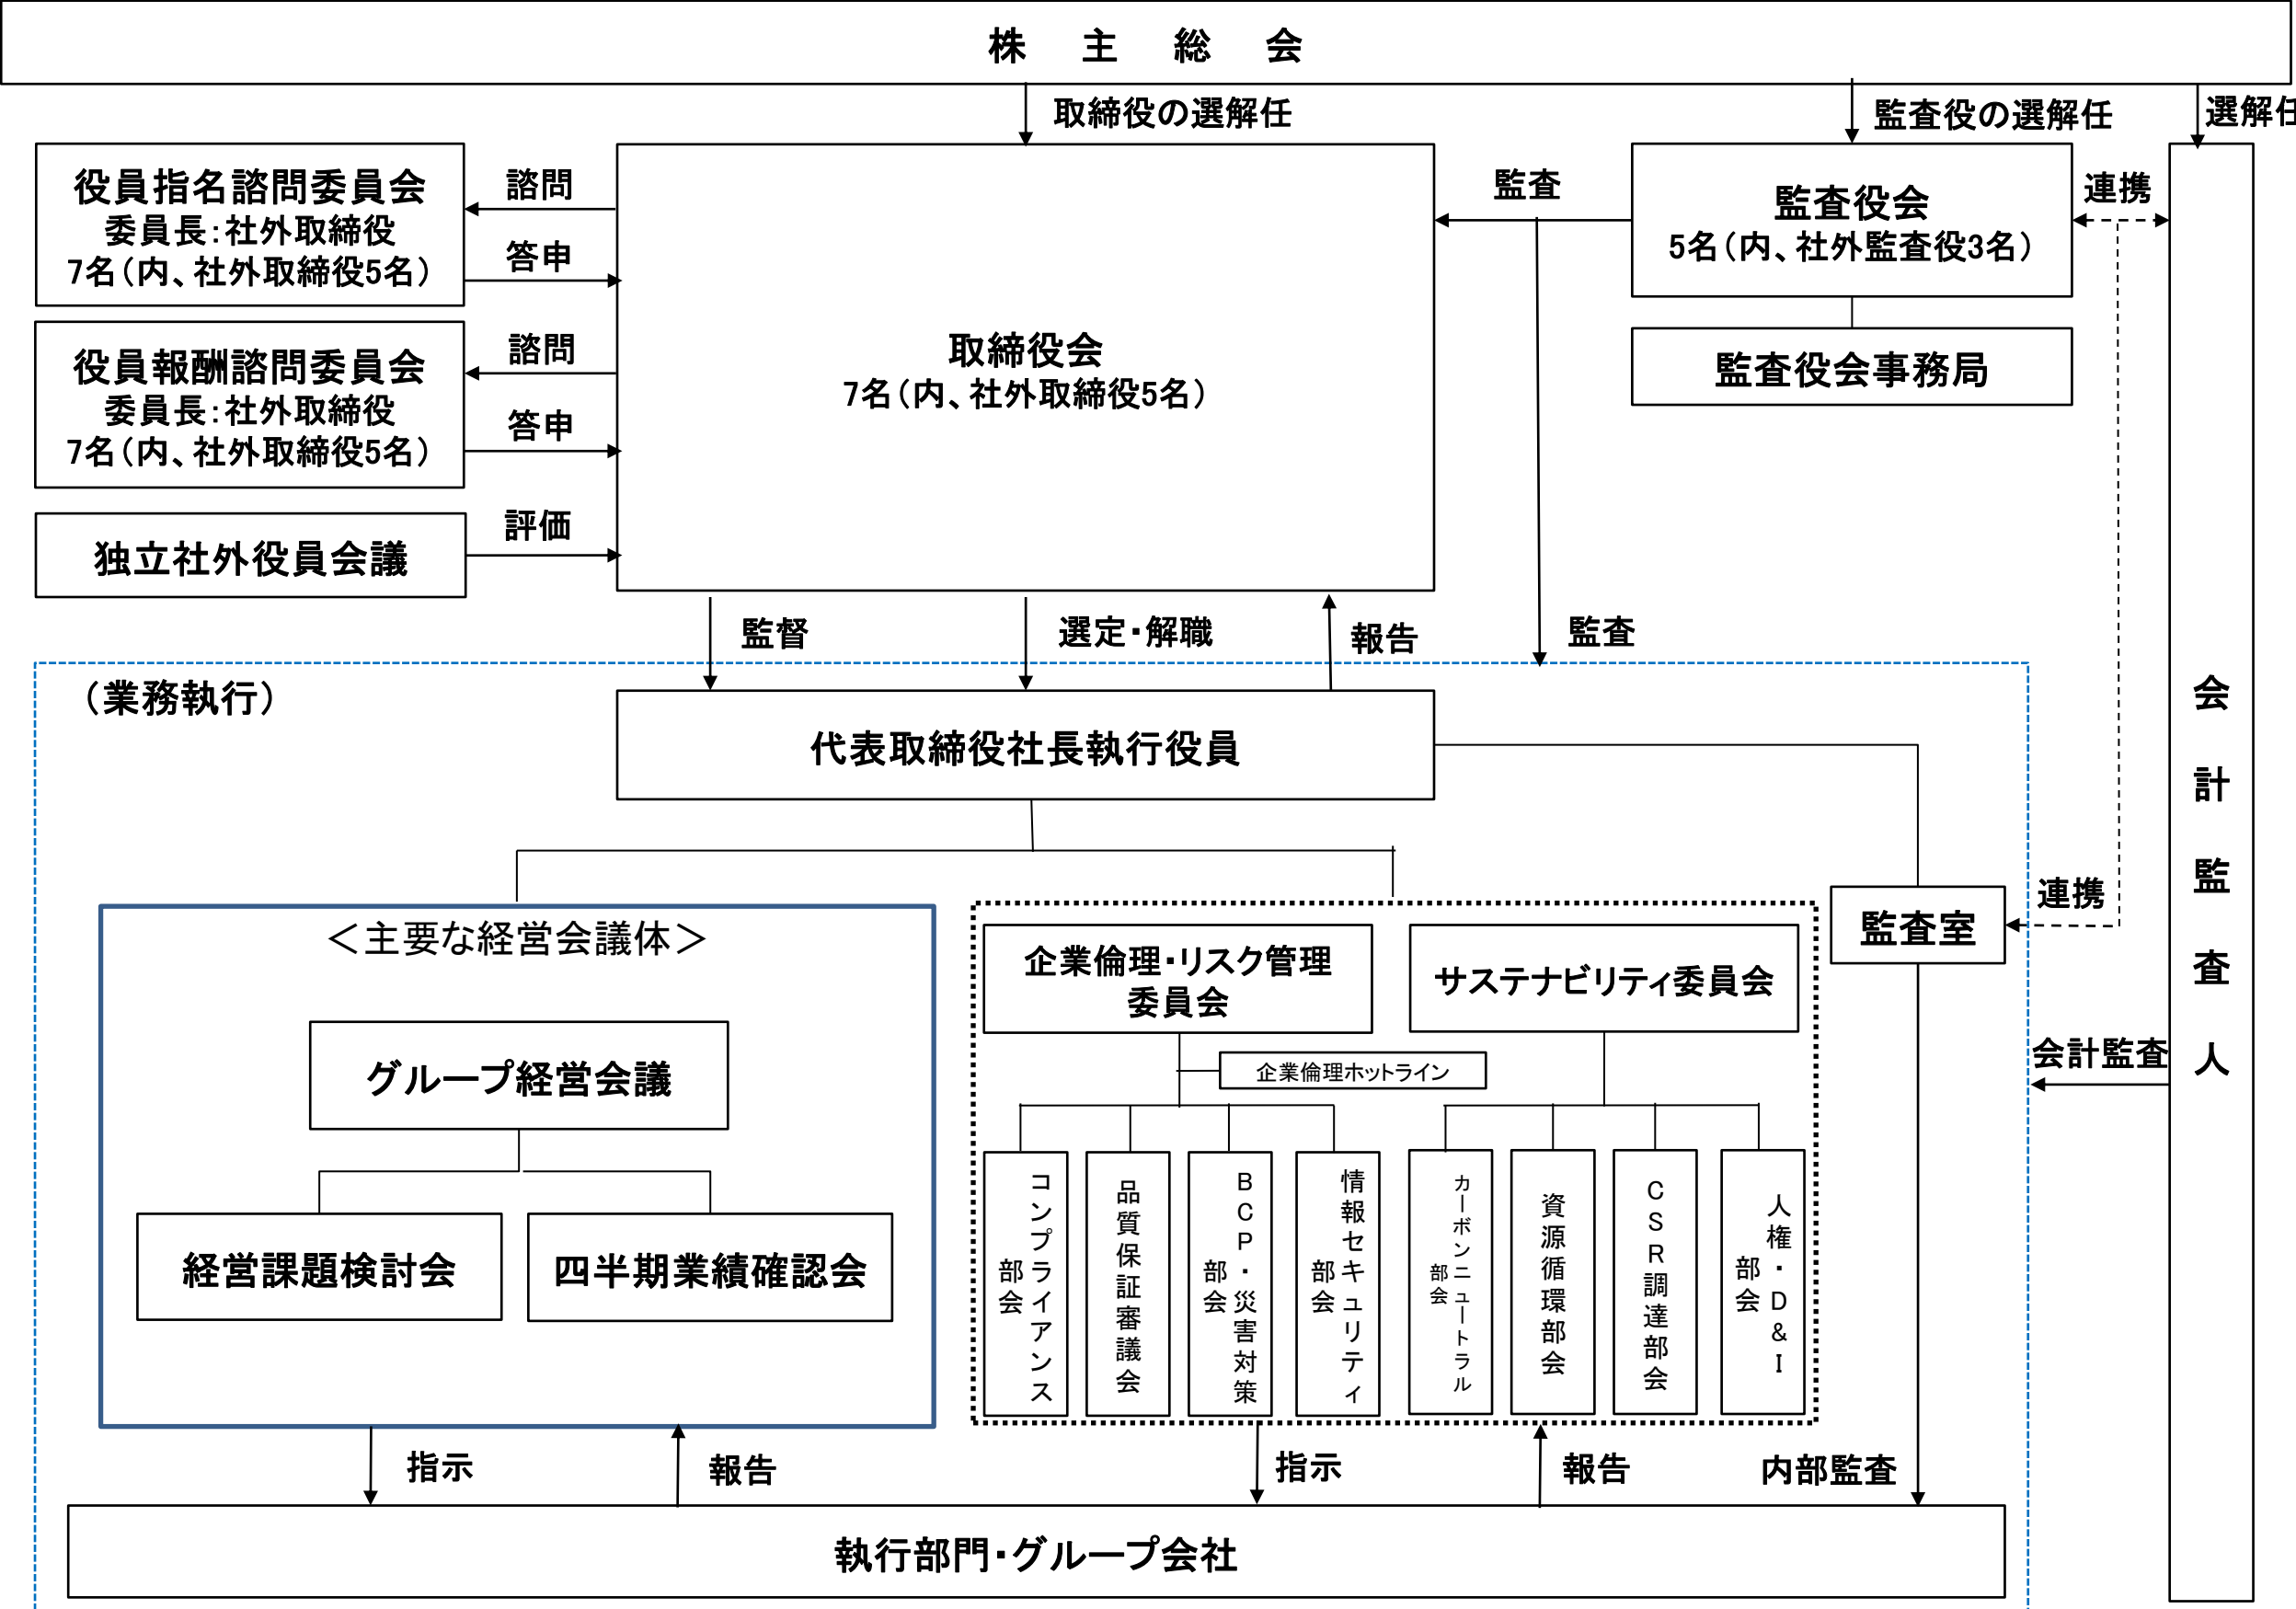 株主総会
取締役の選解任
監査役の選解任
選解任
役員指名諮問委員会
委員長：社外取締役
7名（内、社外取締役5名）
諮問
答申
役員報酬諮問委員会
委員長：社外取締役
7名（内、社外取締役5名）
諮問
答申
独立社外役員会議
評価
取締役会
7名（内、社外取締役5名）
監査
監査役会
5名（内、社外監査役3名）
連携
監査役会事務局
監督
選定・解職
報告
監査
（業務執行）
代表取締役社長執行役員
会計監査人
＜主要な経営会議体＞
グループ経営会議
経営課題検討会
四半期業績確認会
企業倫理・リスク管理
委員会
サステナビリティ委員会
企業倫理ホットライン
コンプライアンス
部会
品質保証審議会
BCP・災害対策
部会
情報セキュリティ
部会
カーボンニュートラル
部会
資源循環部会
CSR調達部会
人権・D&I
部会
監査室
連携
会計監査
指示
報告
指示
報告
内部監査
執行部門・グループ会社